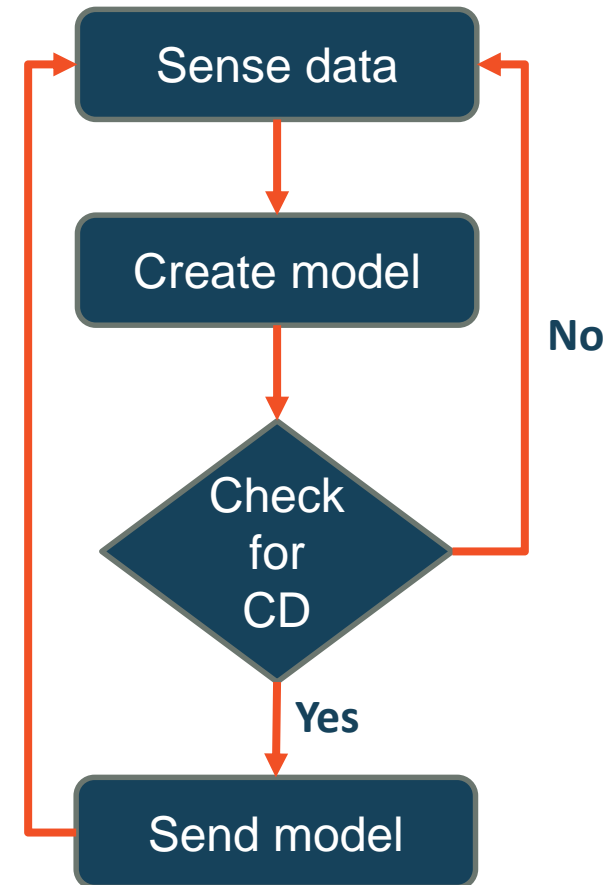 Sense data
Create model
No
Check
for
CD
Yes
Send model